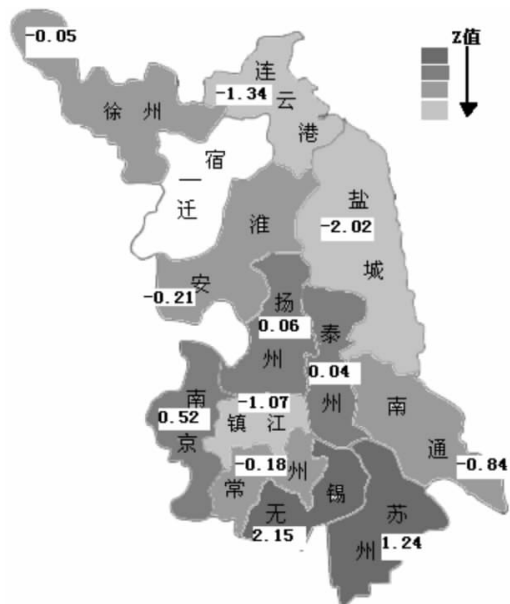 Z值
-0.05
徐州
连云港
-1.34
宿迁
一
盐城
-2.02
淮安
-0.21
扬州
0.06
泰州
0.04
南京
0.52
镇江
-1.07
南通
-0.84
常州
-0.18
无锡
2.15
苏州
1.24